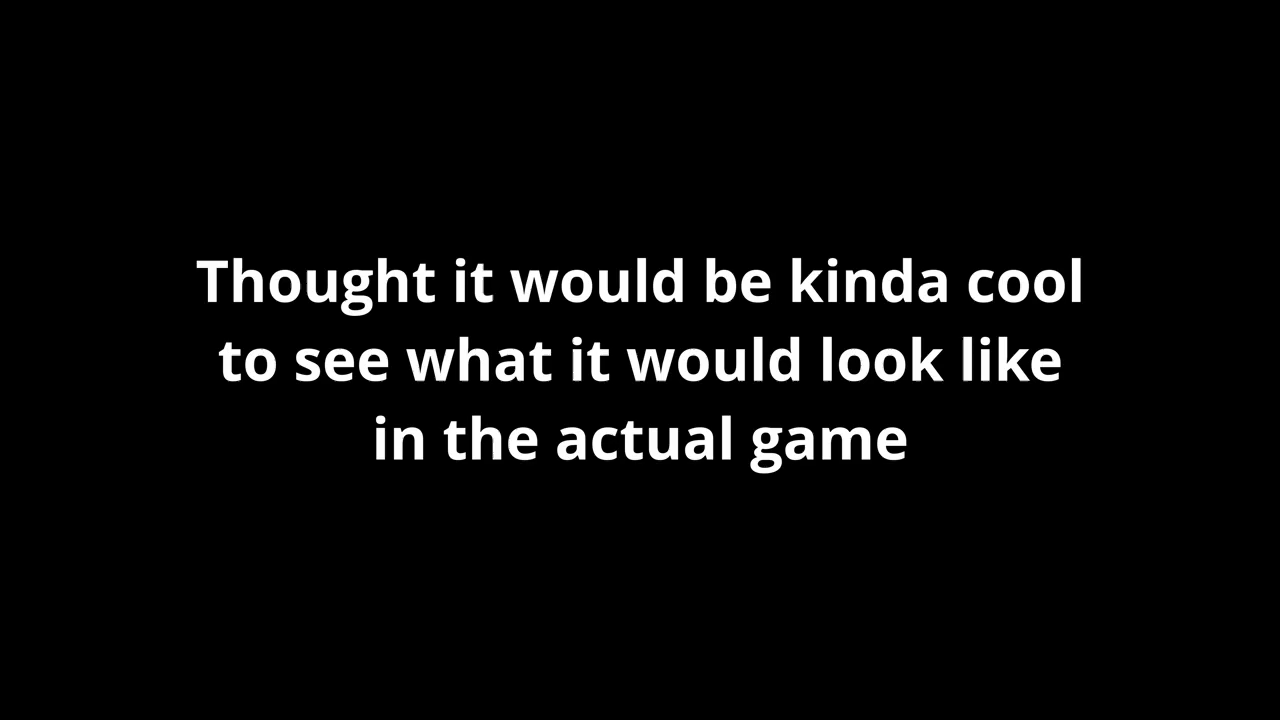 Thought it would be kinda cool
to see what it would look like
in the actual game